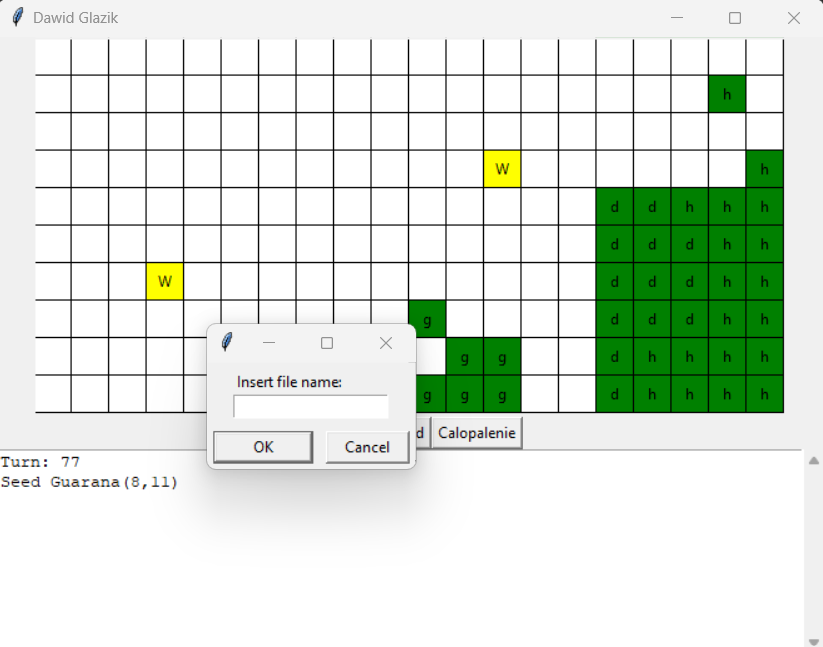 Dawid Glazik
h
W h
d d h h h
d d d h h
W d d d h h
g d d d h h
g g d h h h h
g g g d h h h h
Insert file name:
OK Cancel
d Calopalenie
Turn: 77
Seed Guarana(8,11)